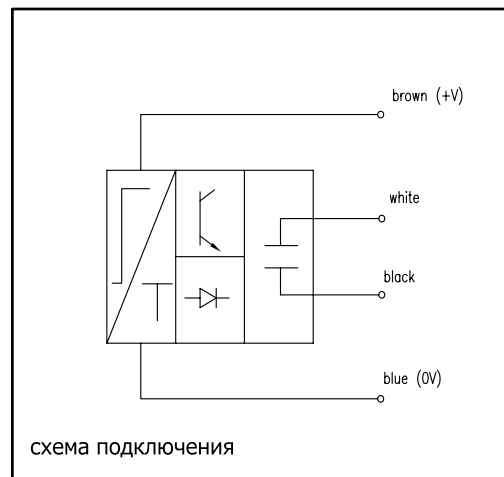 brown (+V)
white
black
blue (0V)
схема подключения